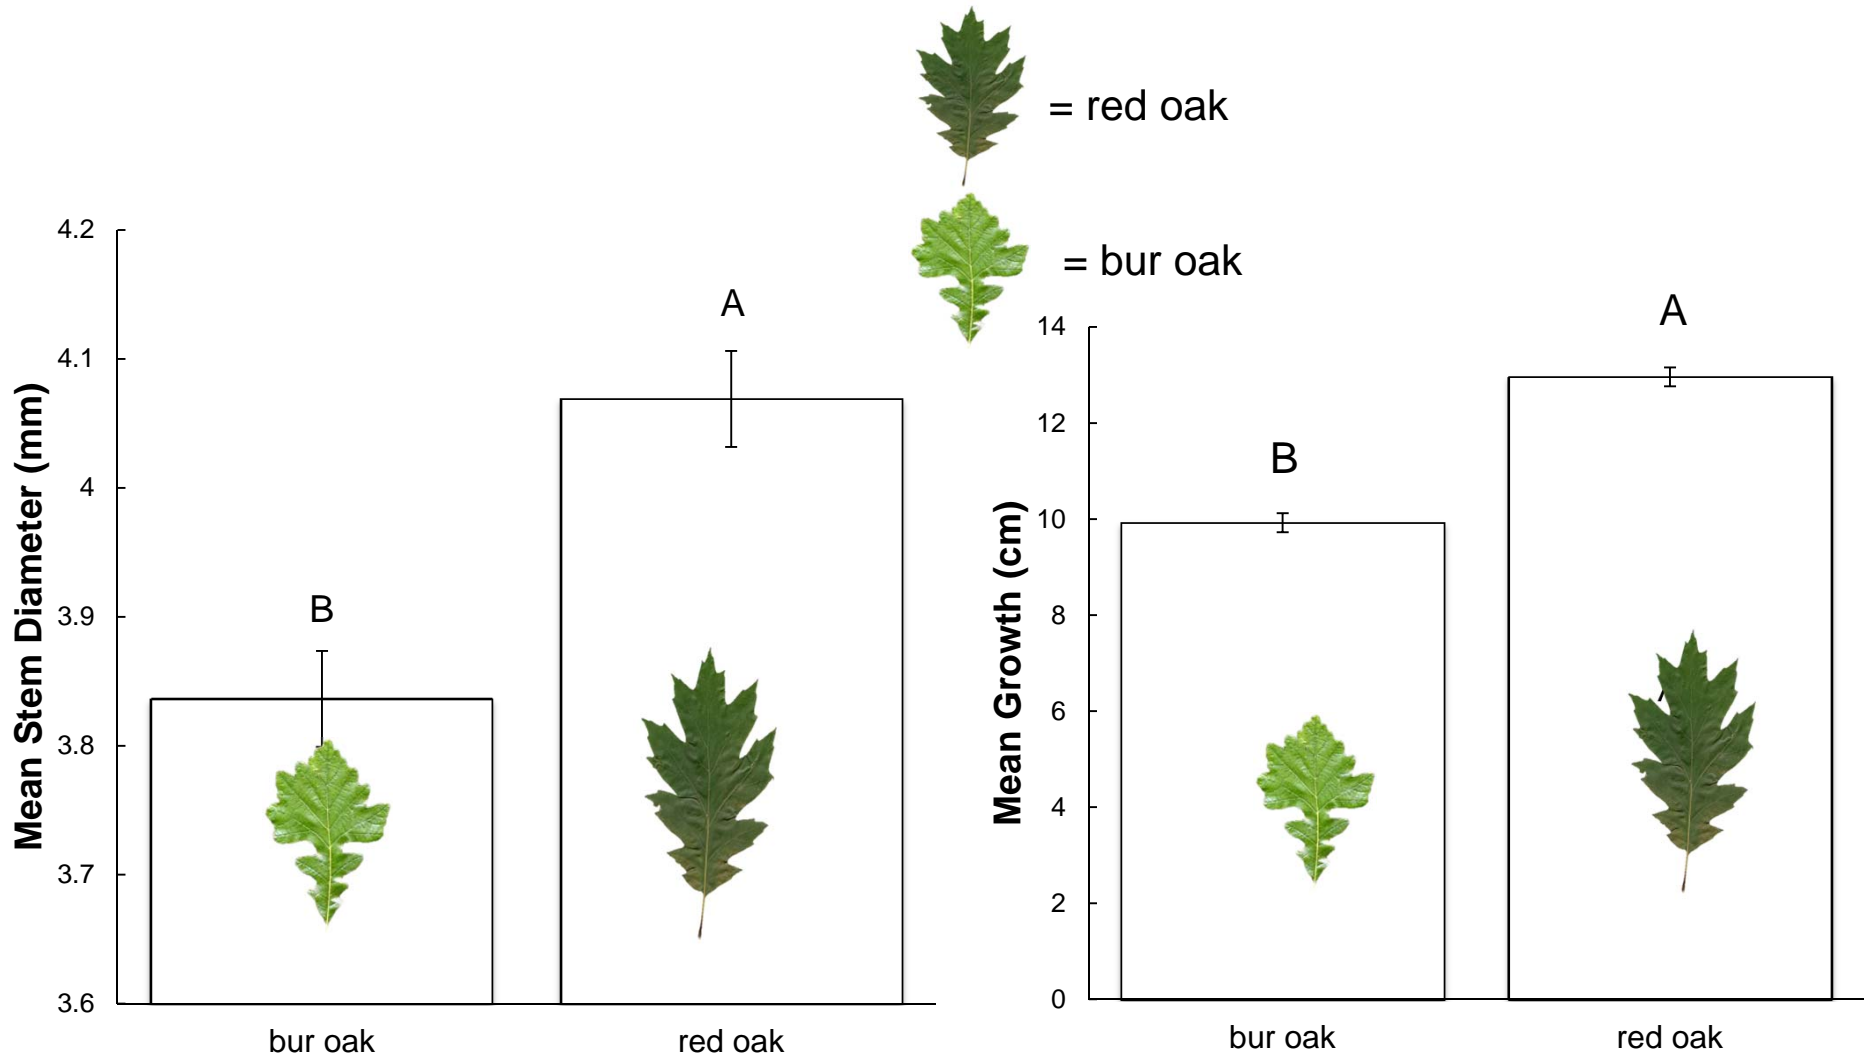 = red oak
= bur oak
Mean Stem Diameter (mm)
4.2
4.1
4
3.9
3.8
3.7
3.6
B
A
bur oak
red oak
Mean Growth (cm)
14
12
10
8
6
4
2
0
B
A
bur oak
red oak